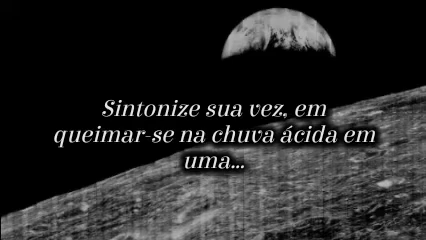 Sintonize sua vez, em
queimar-se na chuva ácida em
uma...